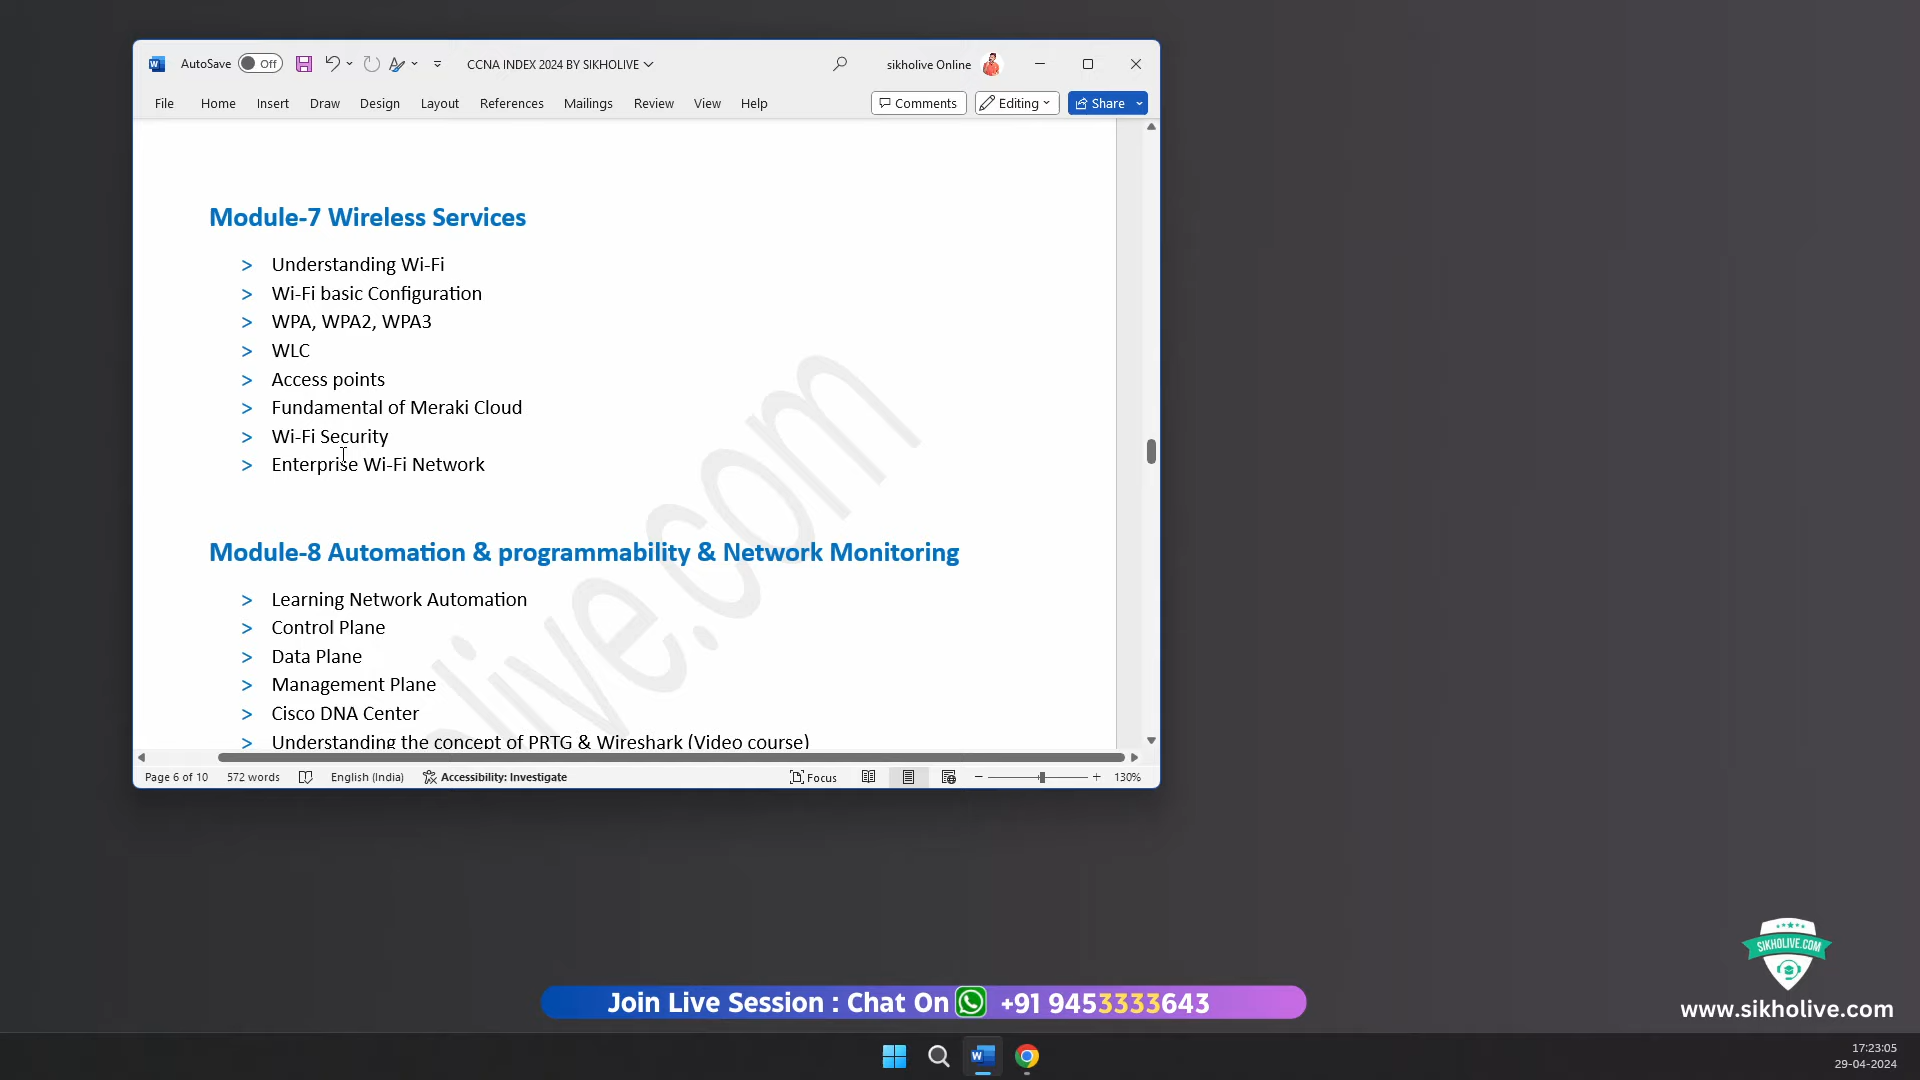 AutoSave Off CCNA INDEX 2024 BY SIKHOLIVE sikholive Online
File Home Insert Draw Design Layout References Mailings Review View Help Comments Editing Share
Module-7 Wireless Services
> Understanding Wi-Fi
> Wi-Fi basic Configuration
> WPA, WPA2, WPA3
> WLC
> Access points
> Fundamental of Meraki Cloud
> Wi-Fi Security
> Enterprise Wi-Fi Network
Module-8 Automation & programmability & Network Monitoring
> Learning Network Automation
> Control Plane
> Data Plane
> Management Plane
> Cisco DNA Center
> Understanding the concept of PRTG & Wireshark (Video course)
olive.com
Page 6 of 10 572 words English (India) Accessibility: Investigate Focus 130%
SIKHOLIVE.COM
Join Live Session : Chat On +91 9453333643
www.sikholive.com
17:23:05
29-04-2024